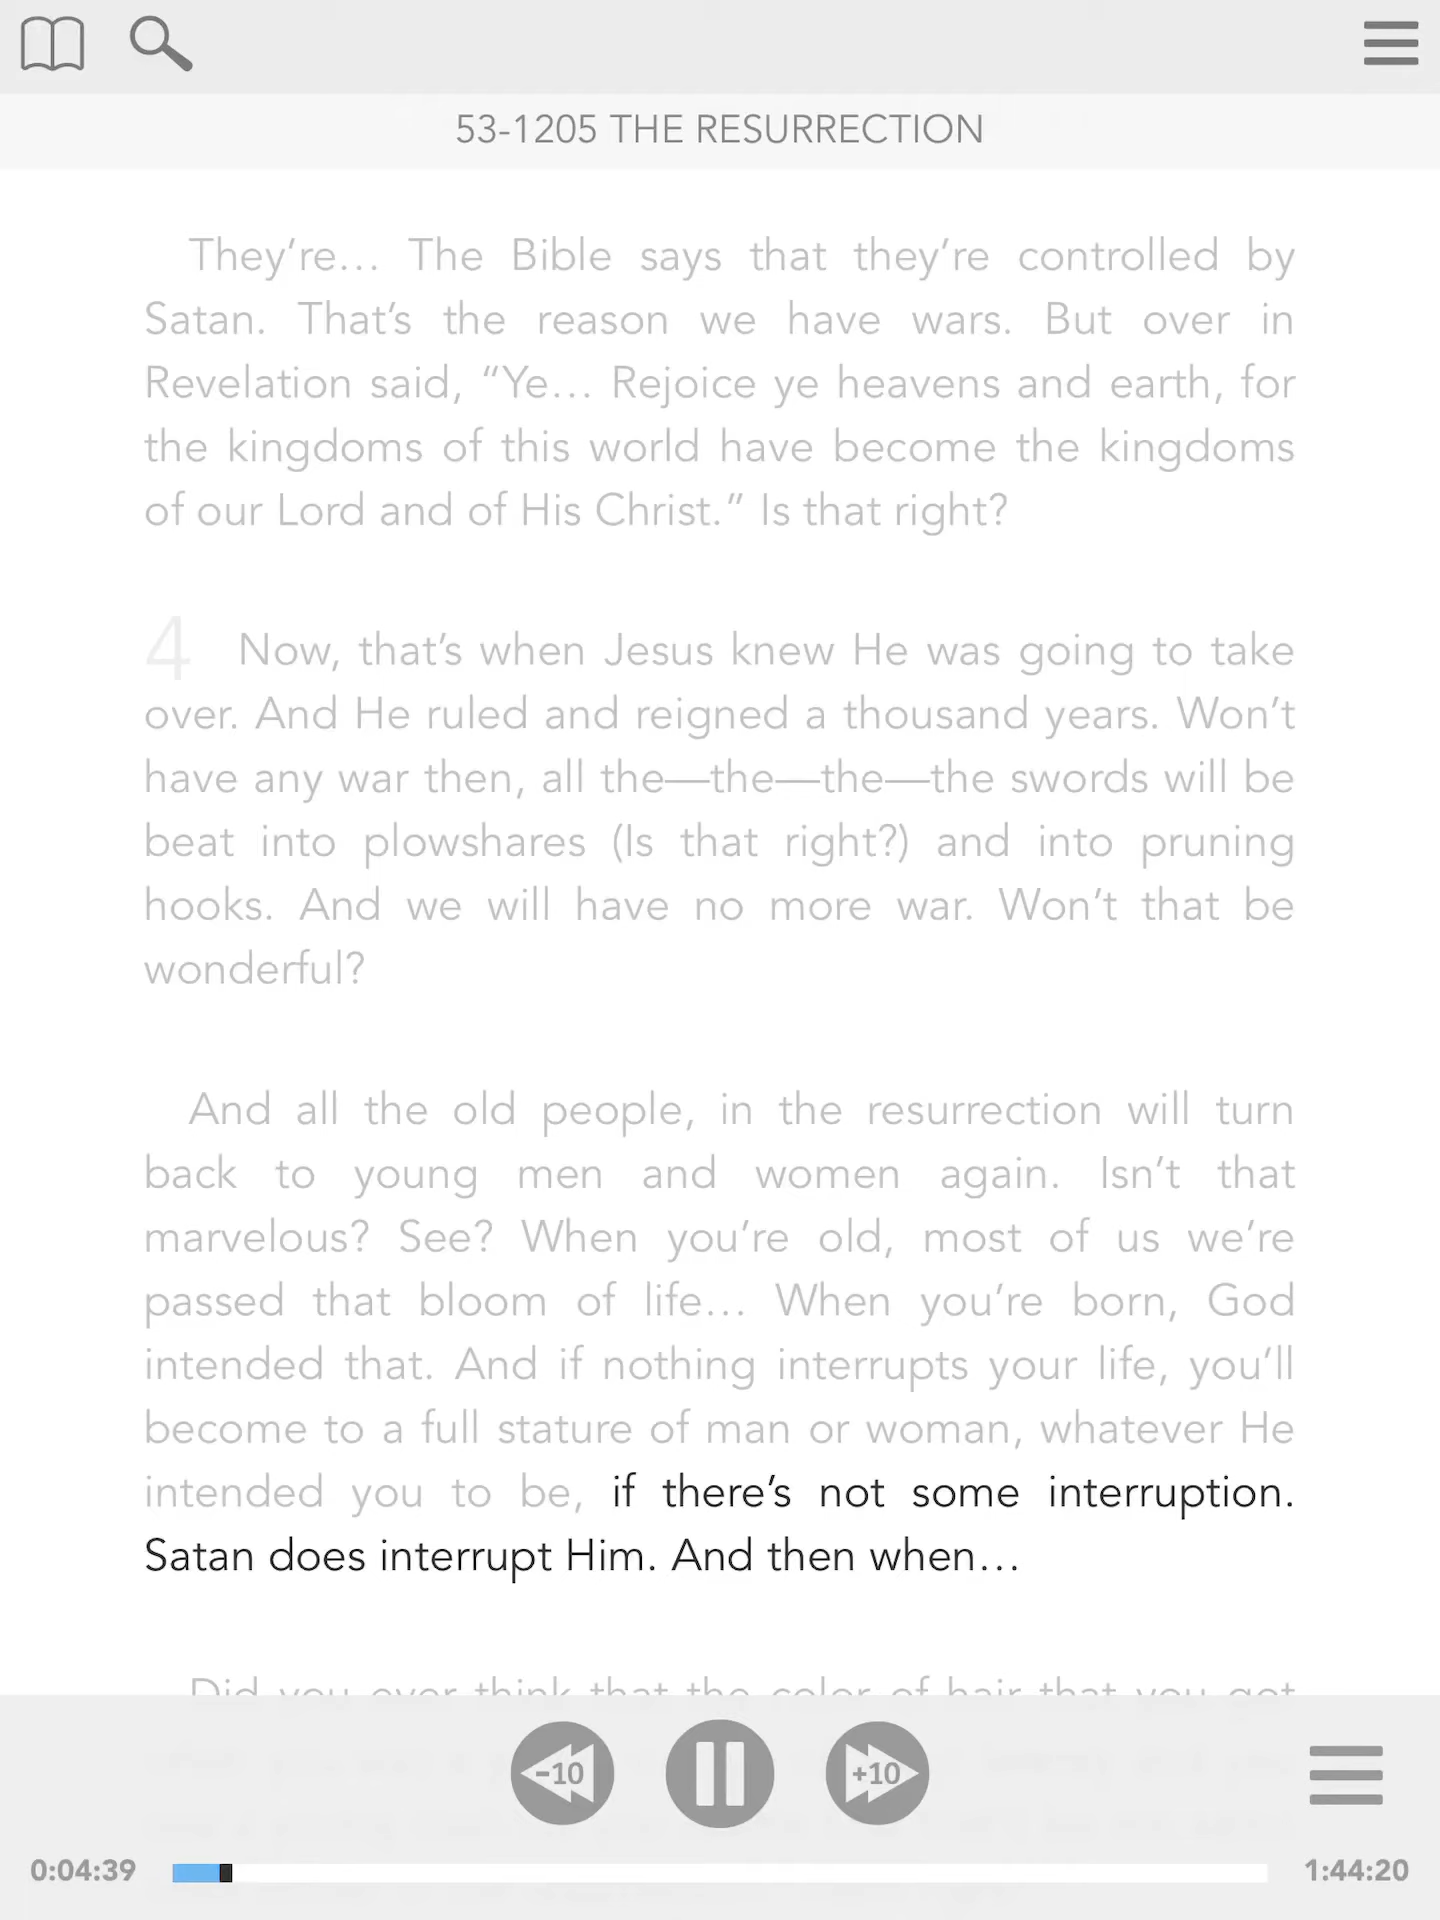 53-1205 THE RESURRECTION
They’re… The Bible says that they’re controlled by
Satan. That’s the reason we have wars. But over in
Revelation said, “Ye… Rejoice ye heavens and earth, for
the kingdoms of this world have become the kingdoms
of our Lord and of His Christ.” Is that right?
4 Now, that’s when Jesus knew He was going to take
over. And He ruled and reigned a thousand years. Won’t
have any war then, all the—the—the—the swords will be
beat into plowshares (Is that right?) and into pruning
hooks. And we will have no more war. Won’t that be
wonderful?
And all the old people, in the resurrection will turn
back to young men and women again. Isn’t that
marvelous? See? When you’re old, most of us we’re
passed that bloom of life… When you’re born, God
intended that. And if nothing interrupts your life, you’ll
become to a full stature of man or woman, whatever He
intended you to be, if there’s not some interruption.
Satan does interrupt Him. And then when…
Did you ever think that the color of hair that you got
-10 +10
0:04:39 1:44:20